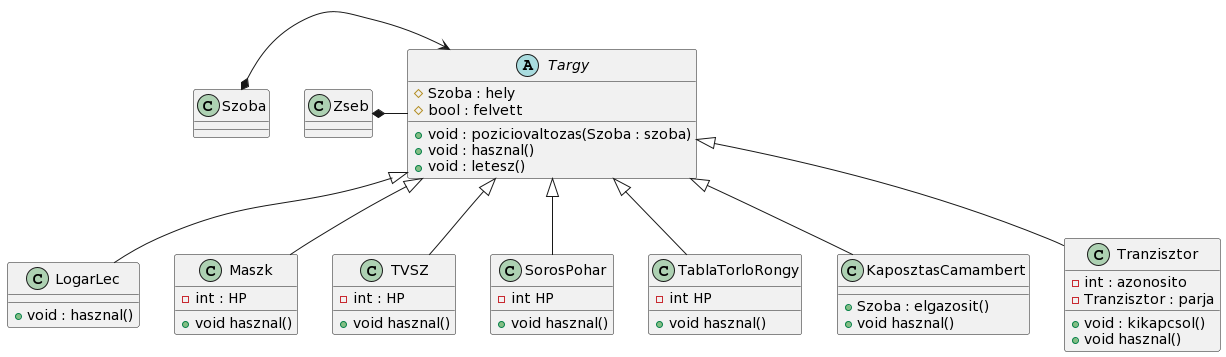 A Targy
Szoba : hely
bool : felvett
void : poziciovaltozas(Szoba : szoba)
void : hasznal()
void : letesz()
C Szoba
C Zseb
C LogarLec
void : hasznal()
C Maszk
int : HP
void hasznal()
C TVSZ
int : HP
void hasznal()
C SorosPohar
int HP
void hasznal()
C TablaTorloRongy
int HP
void hasznal()
C KaposztasCamambert
Szoba : elgazosit()
void hasznal()
C Tranzisztor
int : azonosito
Tranzisztor : parja
void : kikapcsol()
void hasznal()